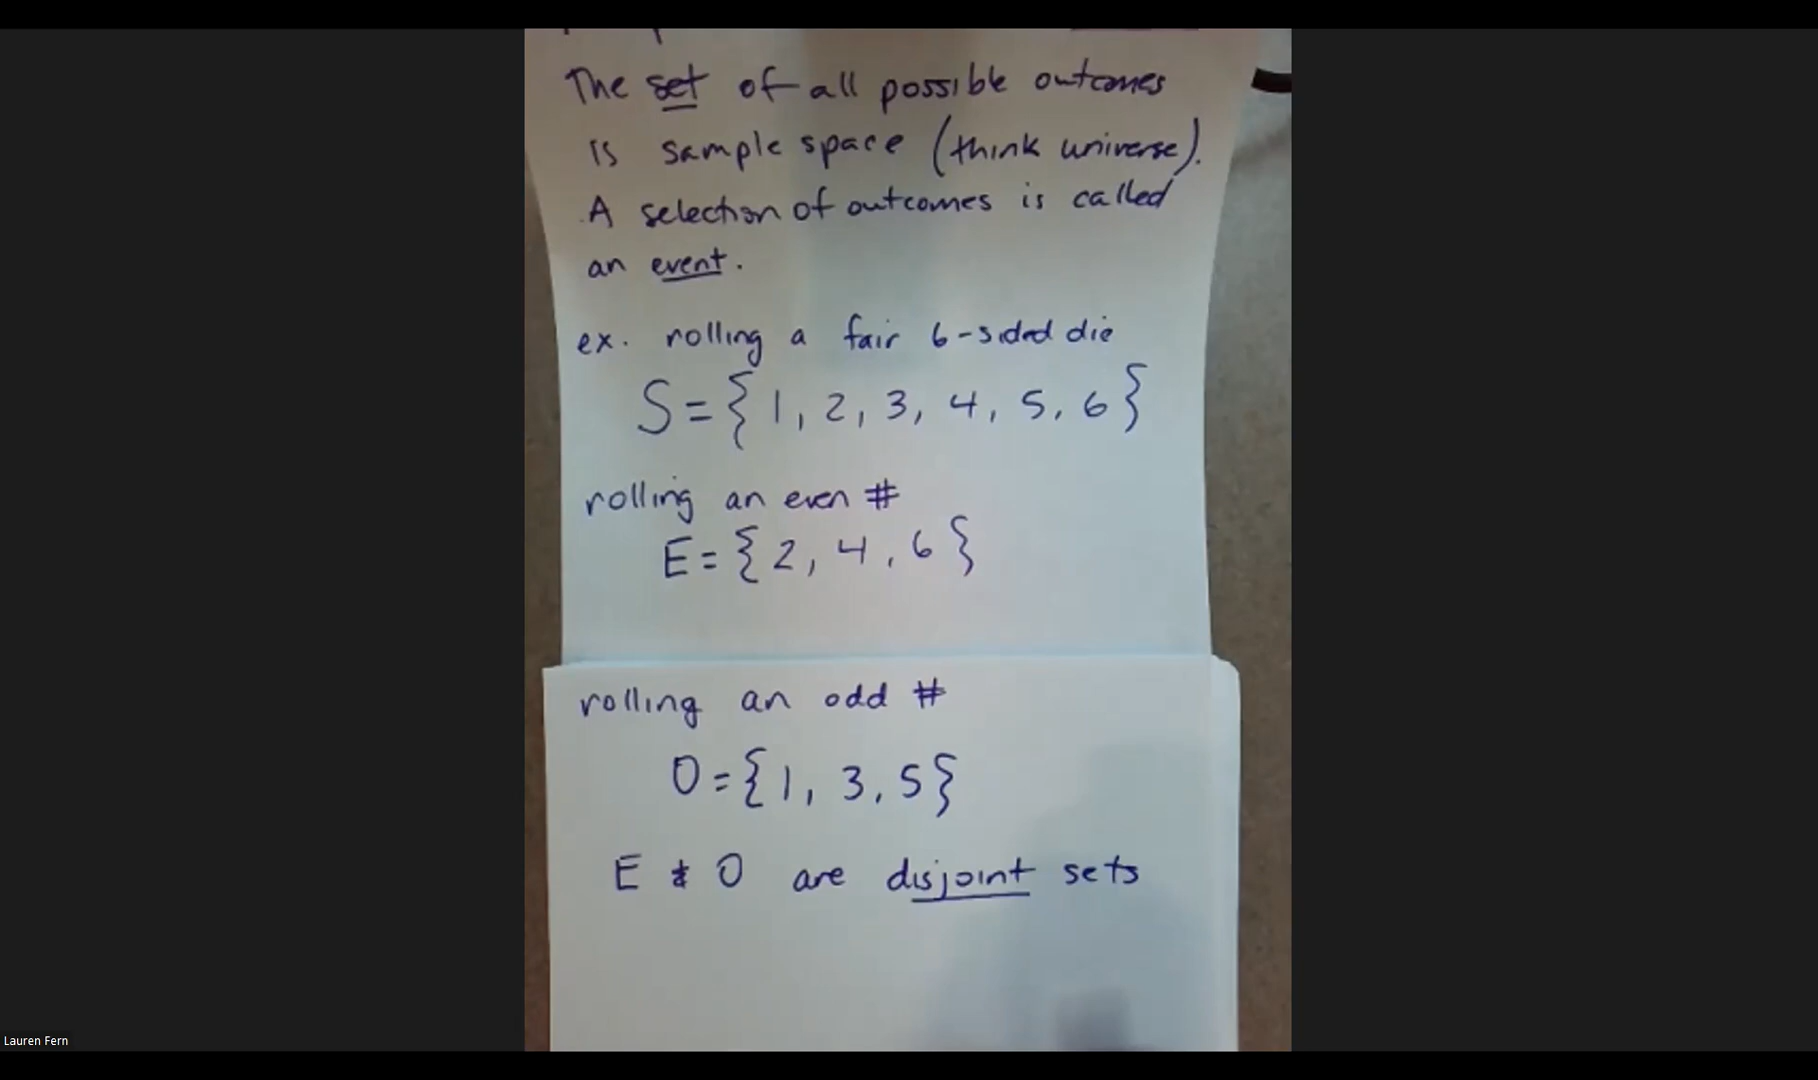 The set of all possible outcomes
is sample space (think universe).
A selection of outcomes is called
an event.
ex. rolling a fair 6-sided die
S = { 1, 2, 3, 4, 5, 6 }
rolling an even #
E = { 2, 4, 6 }
rolling an odd #
O = { 1, 3, 5 }
E & O are disjoint sets
Lauren Fern